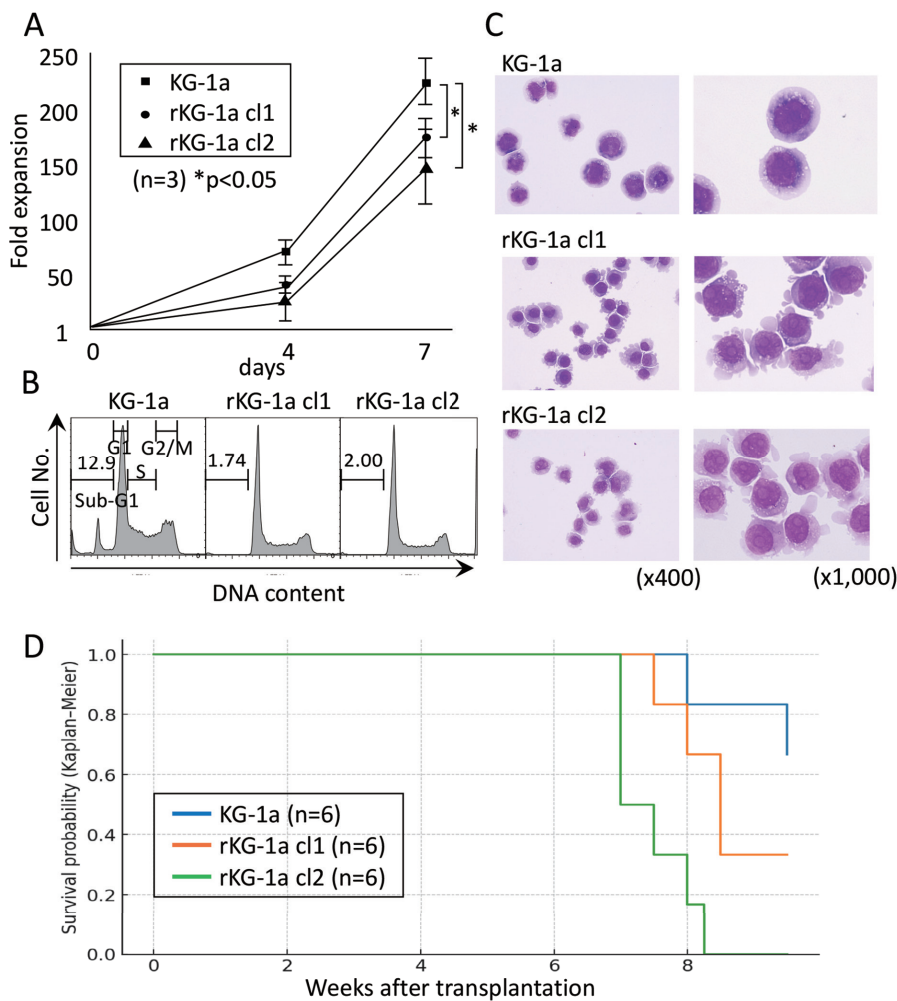 A
250
200
150
100
50
1
Fold expansion
KG-1a
rKG-1a cl1
rKG-1a cl2
(n=3) *p<0.05
*
*
0
4
7
days
B
KG-1a
rKG-1a cl1
rKG-1a cl2
Cell No.
G1
G2/M
12.9
S
Sub-G1
1.74
2.00
DNA content
C
KG-1a
rKG-1a cl1
rKG-1a cl2
(x400)
(x1,000)
D
Survival probability (Kaplan-Meier)
1.0
0.8
0.6
0.4
0.2
0.0
KG-1a (n=6)
rKG-1a cl1 (n=6)
rKG-1a cl2 (n=6)
0
2
4
6
8
Weeks after transplantation